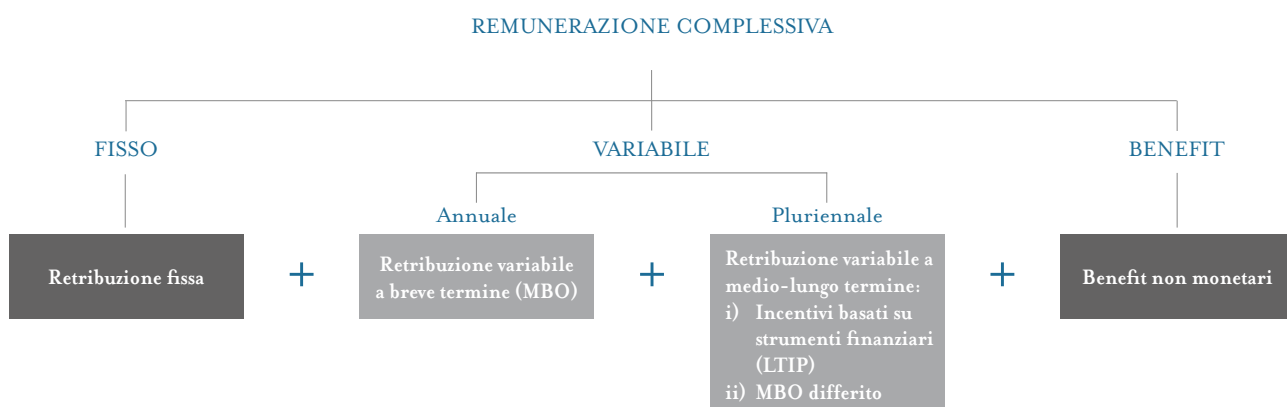 REMUNERAZIONE COMPLESSIVA
FISSO
VARIABILE
BENEFIT
Annuale
Pluriennale
Retribuzione fissa
+
Retribuzione variabile
a breve termine (MBO)
+
Retribuzione variabile a
medio-lungo termine:
i) Incentivi basati su
strumenti finanziari
(LTIP)
ii) MBO differito
+
Benefit non monetari